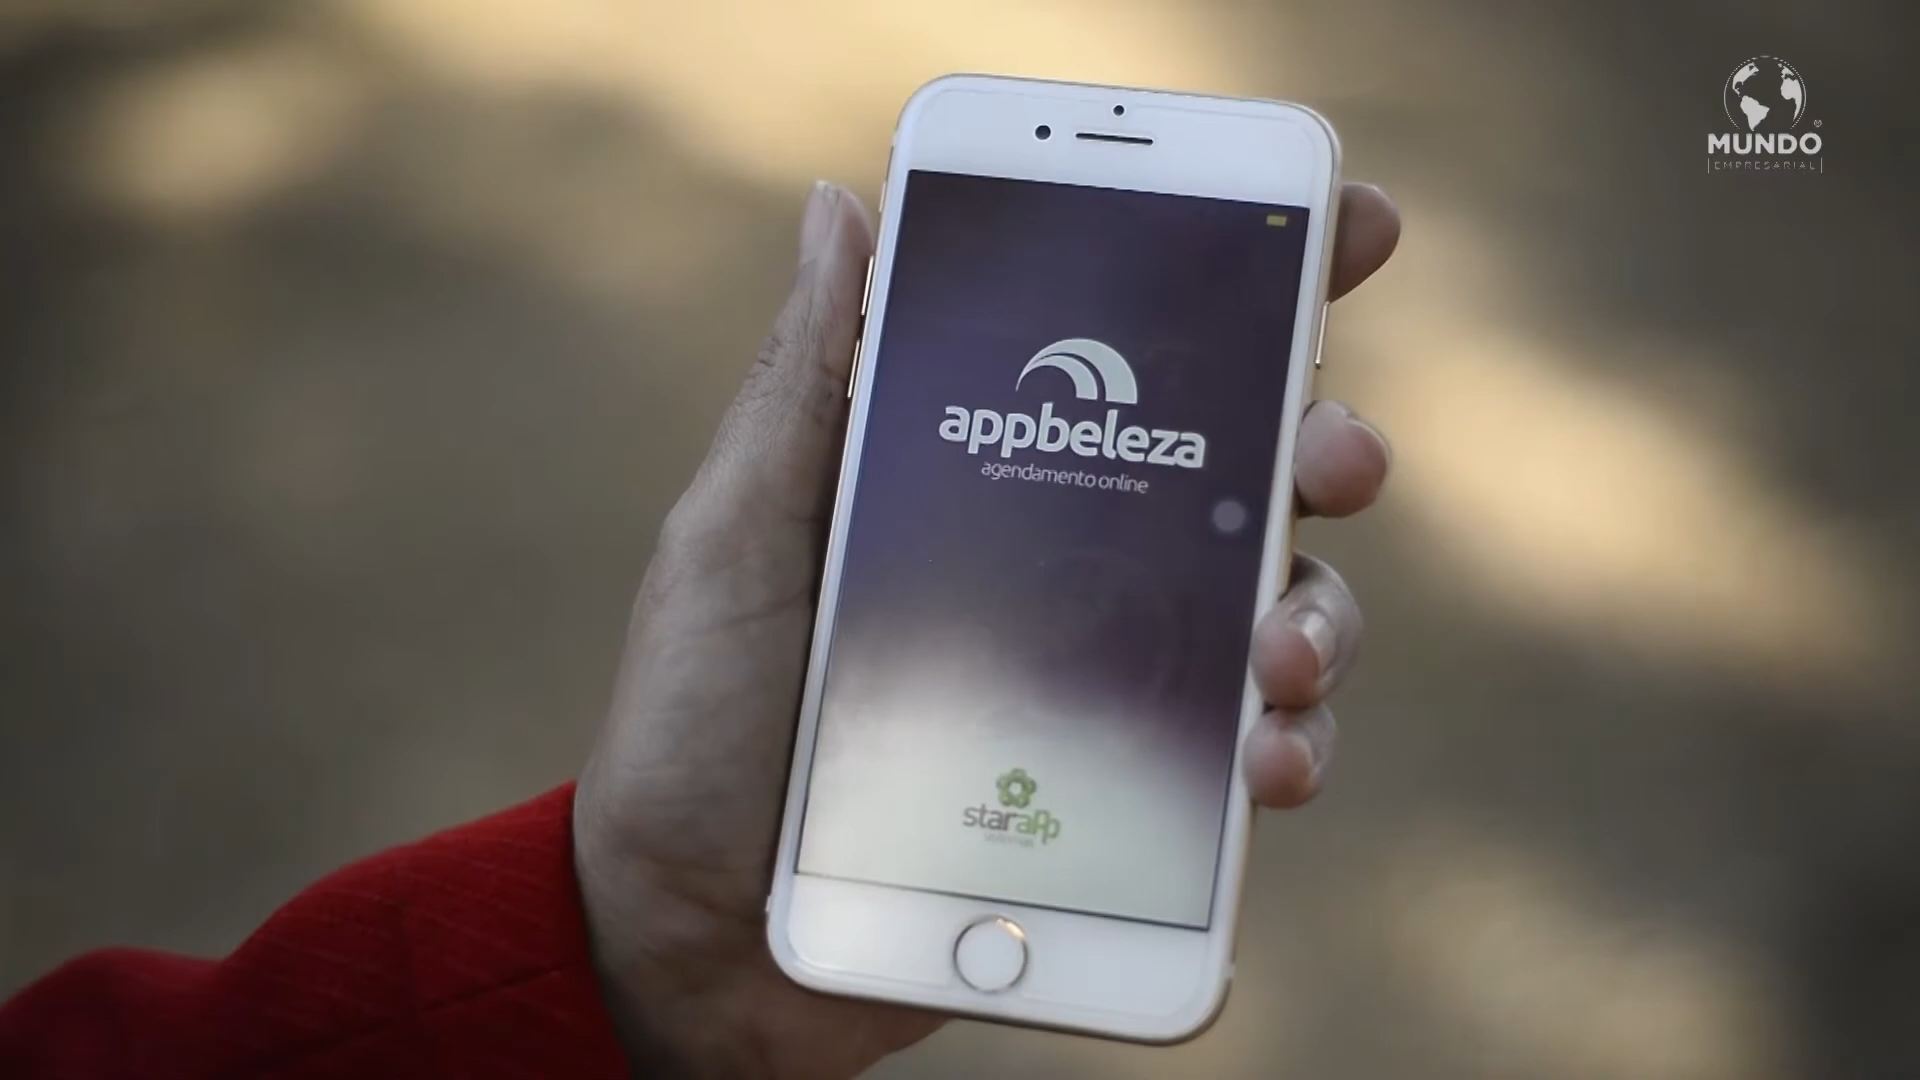 MUNDO
EMPRESARIAL
appbeleza
agendamento online
starapp